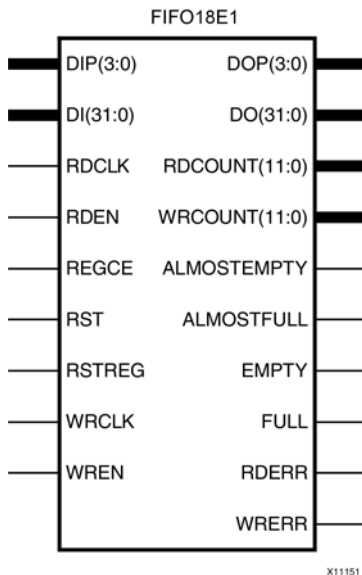 FIFO18E1
DIP(3:0) DOP(3:0)
DI(31:0) DO(31:0)
RDCLK RDCOUNT(11:0)
RDEN WRCOUNT(11:0)
REGCE ALMOSTEMPTY
RST ALMOSTFULL
RSTREG EMPTY
WRCLK FULL
WREN RDERR
WRERR
X11151